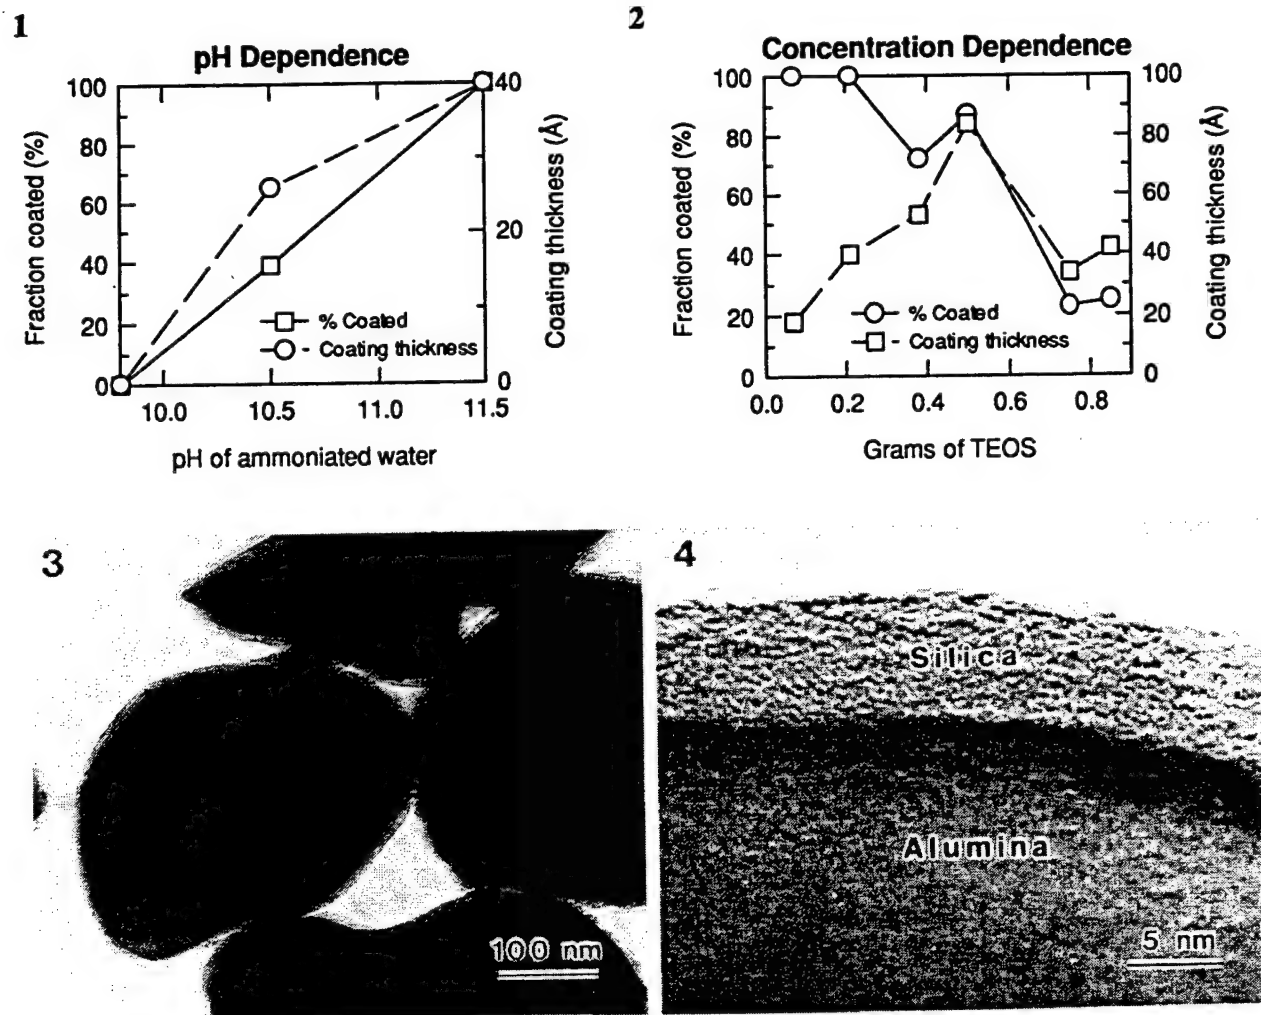 1
pH Dependence
100
80
60
40
20
0
Fraction coated (%)
40
20
0
Coating thickness (Å)
% Coated
Coating thickness
10.0 10.5 11.0 11.5
pH of ammoniated water
2
Concentration Dependence
100
80
60
40
20
0
Fraction coated (%)
100
80
60
40
20
0
Coating thickness (Å)
% Coated
Coating thickness
0.0 0.2 0.4 0.6 0.8
Grams of TEOS
3
100 nm
4
Silica
Alumina
5 nm